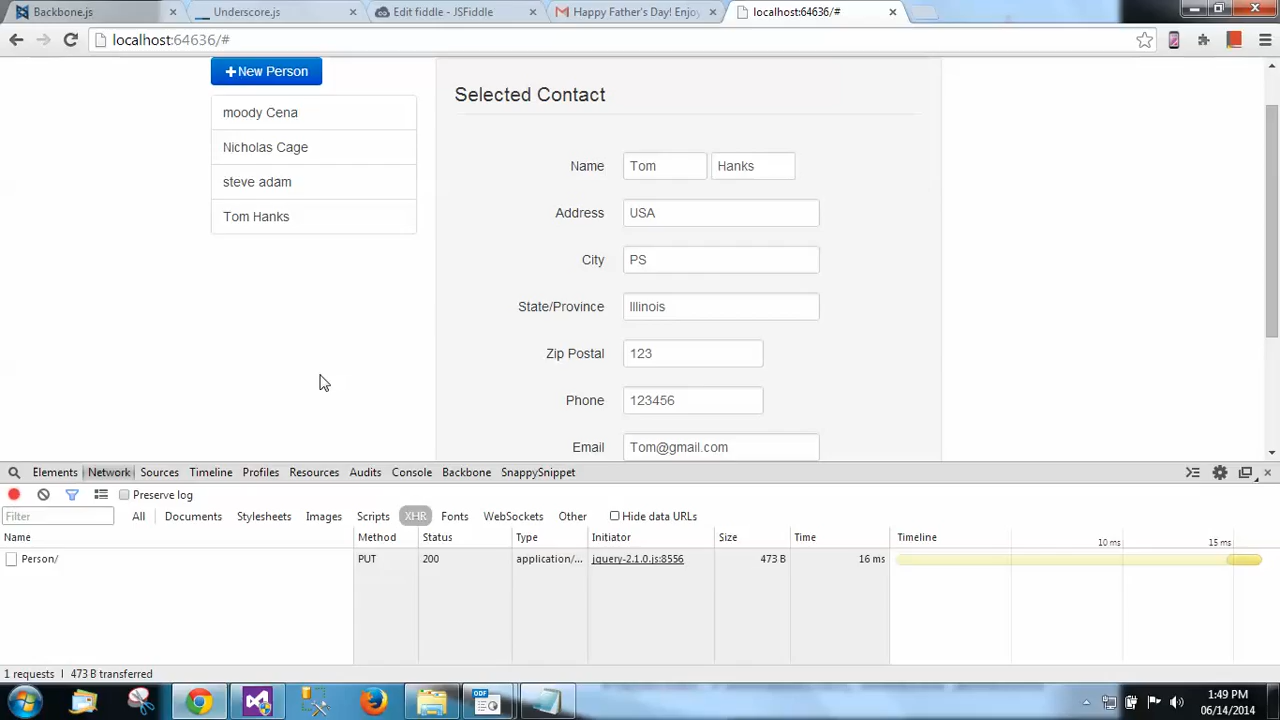 Backbone.js
Underscore.js
Edit fiddle - JSFiddle
Happy Father's Day! Enjoy
localhost:64636/#
localhost:64636/#
New Person
moody Cena
Nicholas Cage
steve adam
Tom Hanks
Selected Contact
Name Tom Hanks
Address USA
City PS
State/Province Illinois
Zip Postal 123
Phone 123456
Email Tom@gmail.com
Elements Network Sources Timeline Profiles Resources Audits Console Backbone SnappySnippet
Preserve log
Filter All Documents Stylesheets Images Scripts XHR Fonts WebSockets Other Hide data URLs
Name Method Status Type Initiator Size Time Timeline 10 ms 15 ms
Person/ PUT 200 application/... jquery-2.1.0.js:8556 473 B 16 ms
1 requests | 473 B transferred
ODF
1:49 PM
06/14/2014